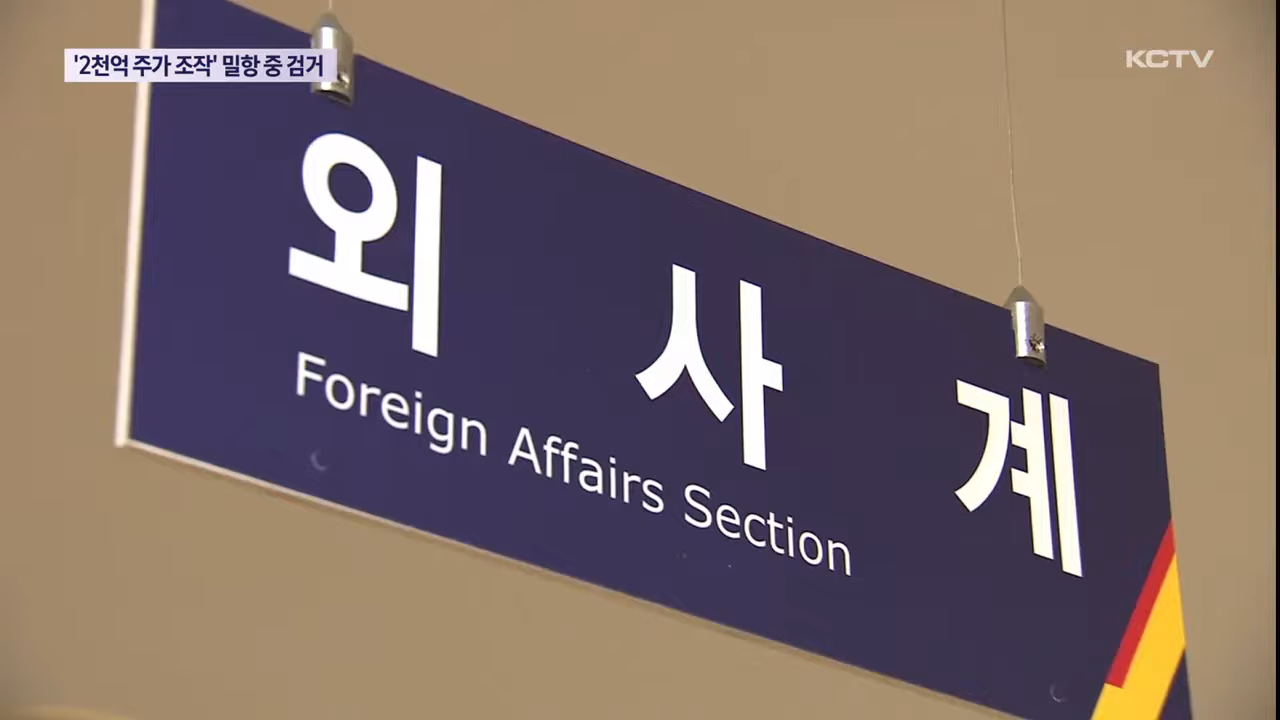 '2천억 주가 조작' 밀항 중 검거
KCTV
외사계
Foreign Affairs Section